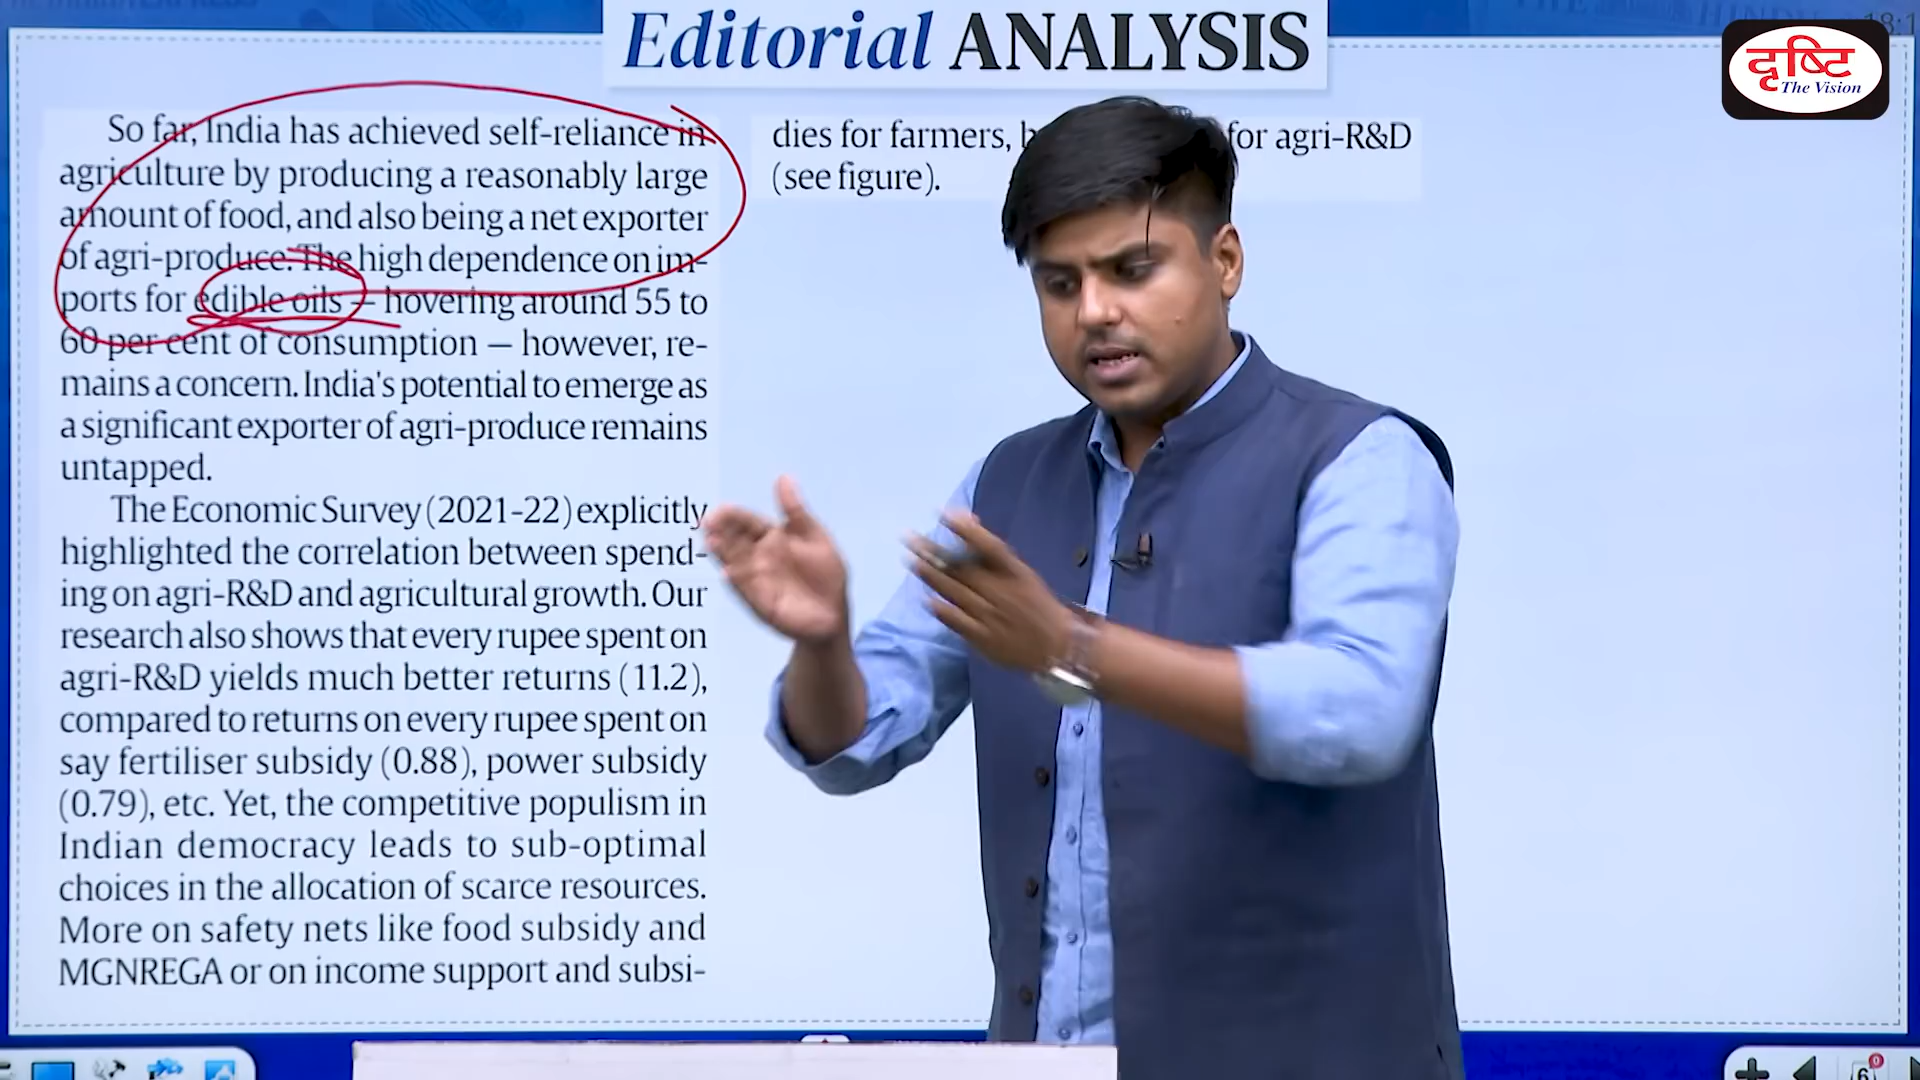 Editorial ANALYSIS
दृष्टि
The Vision
So far, India has achieved self-reliance in
agriculture by producing a reasonably large
amount of food, and also being a net exporter
of agri-produce. The high dependence on im-
ports for edible oils — hovering around 55 to
60 per cent of consumption — however, re-
mains a concern. India's potential to emerge as
a significant exporter of agri-produce remains
untapped.
The Economic Survey (2021-22) explicitly
highlighted the correlation between spend-
ing on agri-R&D and agricultural growth. Our
research also shows that every rupee spent on
agri-R&D yields much better returns (11.2),
compared to returns on every rupee spent on
say fertiliser subsidy (0.88), power subsidy
(0.79), etc. Yet, the competitive populism in
Indian democracy leads to sub-optimal
choices in the allocation of scarce resources.
More on safety nets like food subsidy and
MGNREGA or on income support and subsi-
dies for farmers, for agri-R&D
(see figure).
6